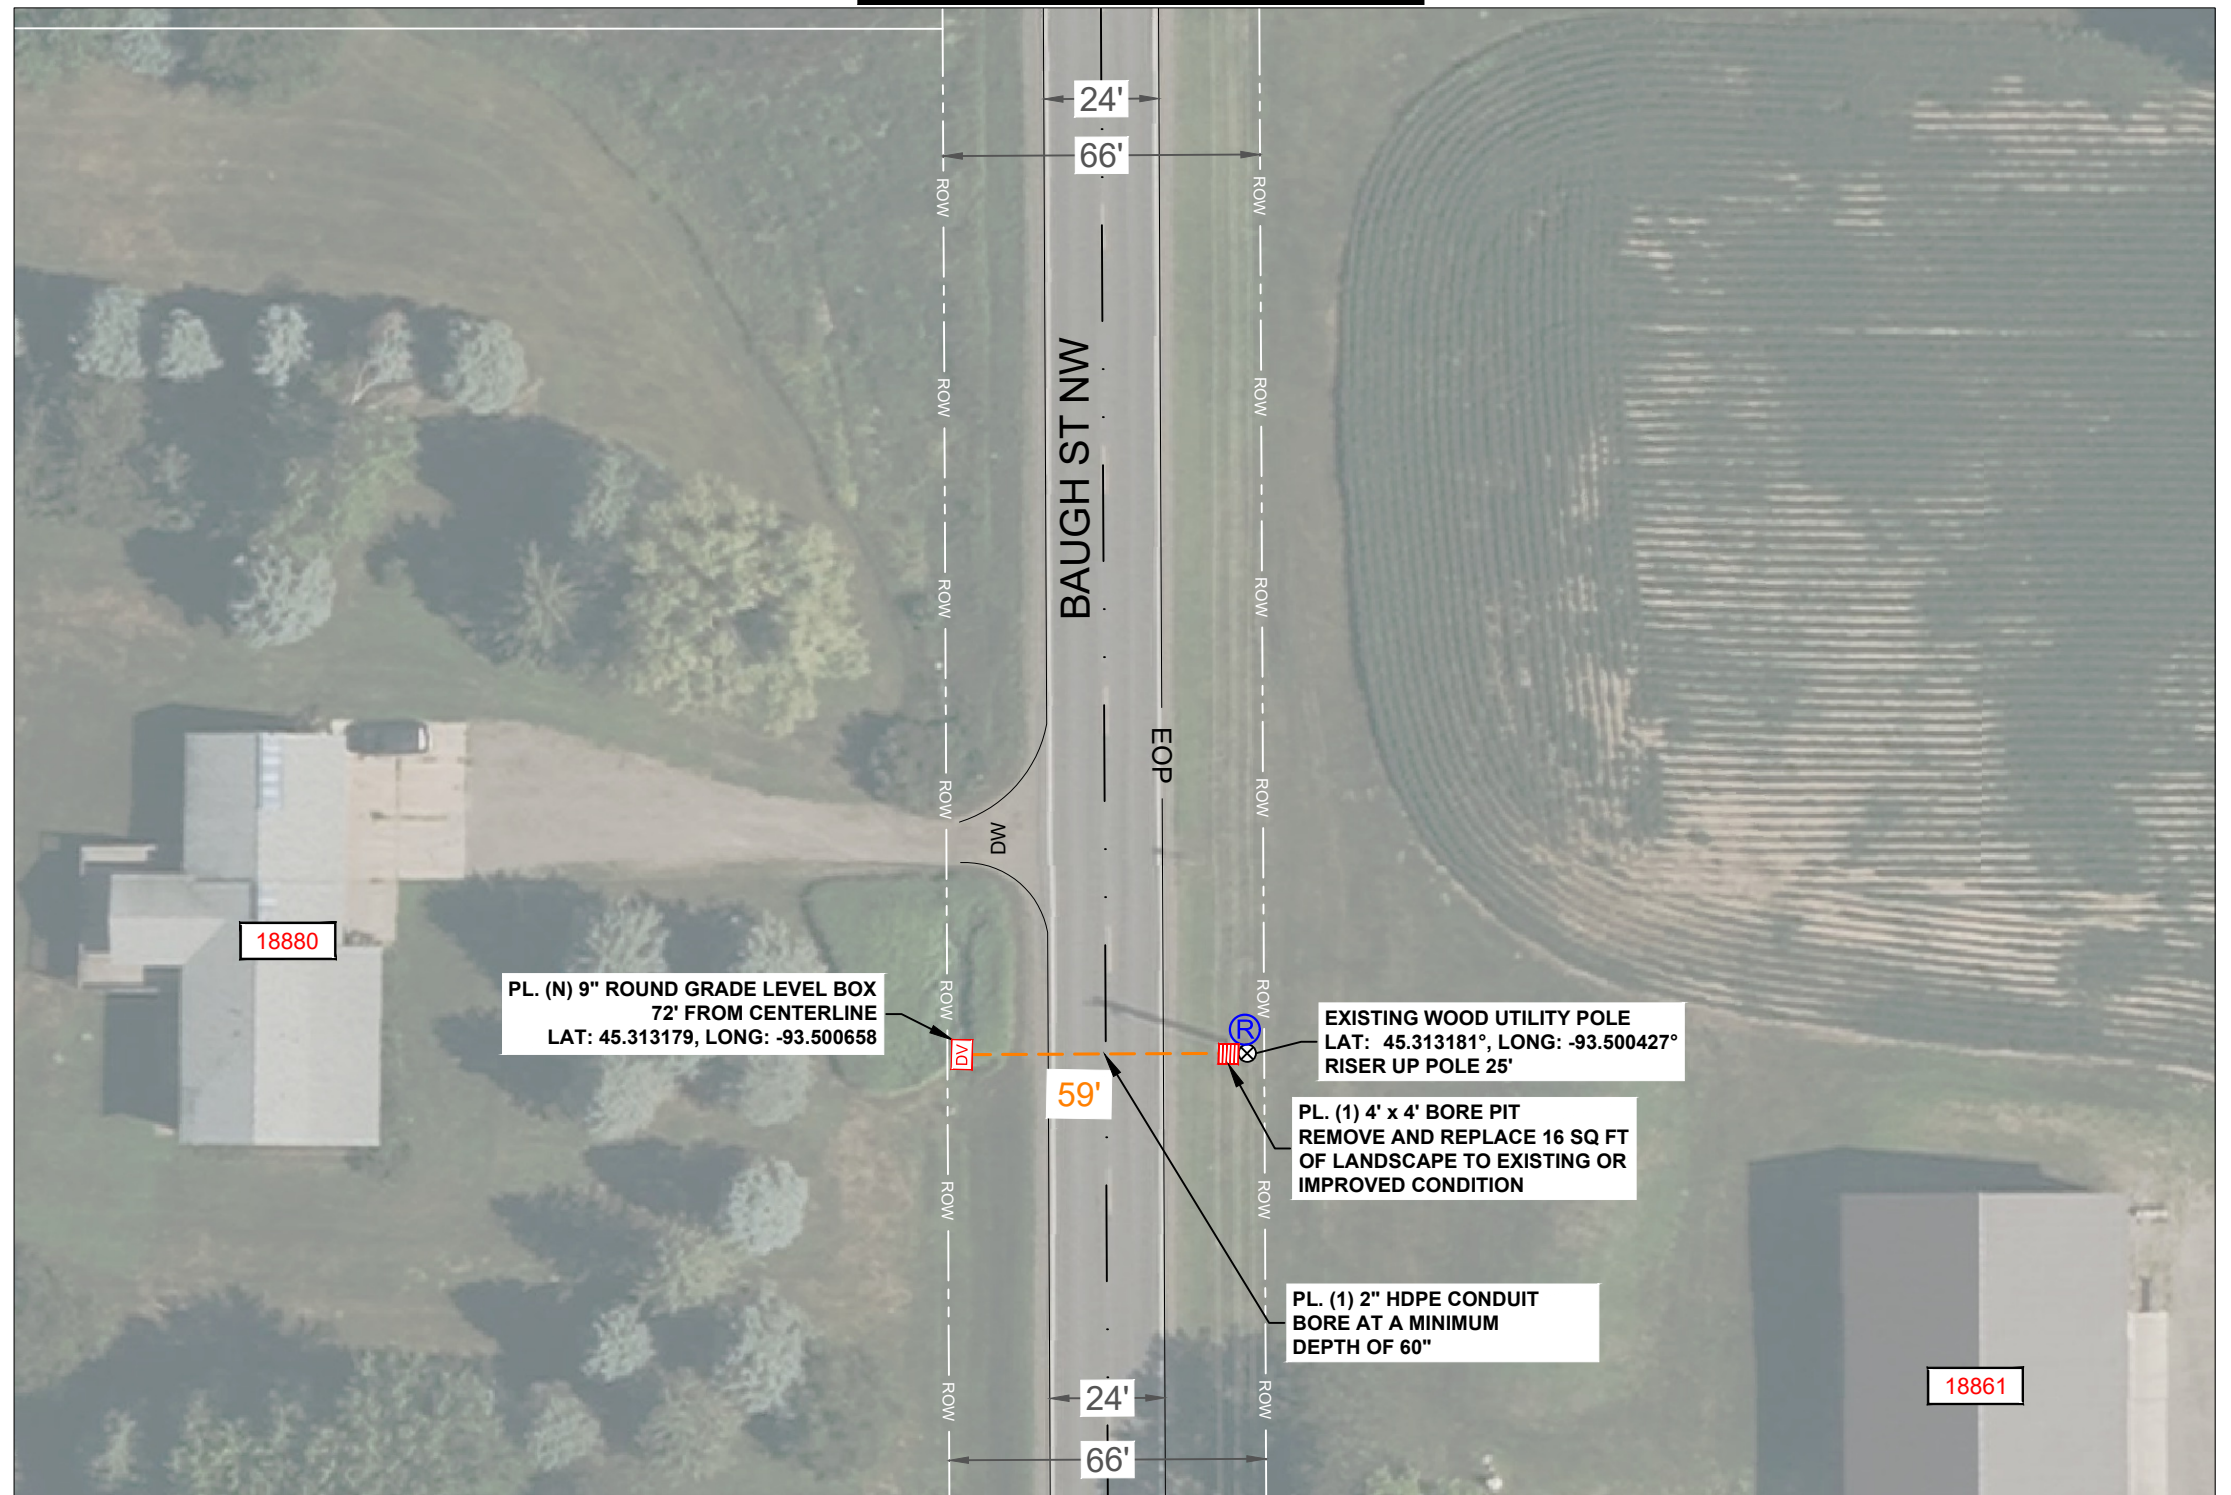 24'
66'
ROW
ROW
ROW
ROW
BAUGH ST NW
ROW
ROW
EOP
ROW
ROW
DW
18880
PL. (N) 9" ROUND GRADE LEVEL BOX
72' FROM CENTERLINE
LAT: 45.313179, LONG: -93.500658
ROW
ROW
DV
R
EXISTING WOOD UTILITY POLE
LAT: 45.313181°, LONG: -93.500427°
RISER UP POLE 25'
59'
PL. (1) 4' x 4' BORE PIT
REMOVE AND REPLACE 16 SQ FT
OF LANDSCAPE TO EXISTING OR
IMPROVED CONDITION
ROW
ROW
PL. (1) 2" HDPE CONDUIT
BORE AT A MINIMUM
DEPTH OF 60"
18861
24'
ROW
ROW
66'